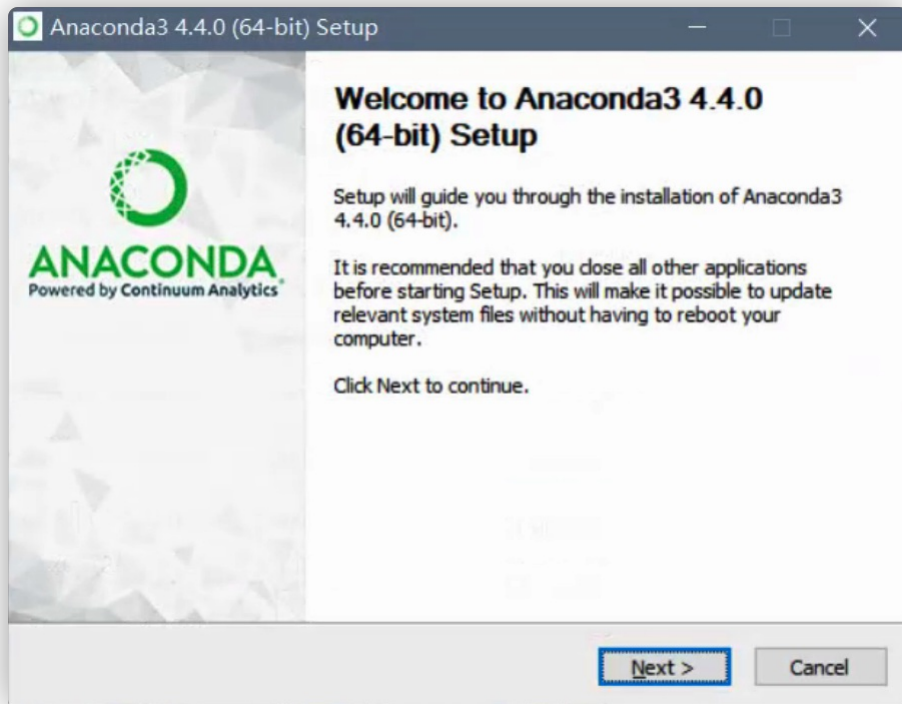 Anaconda3 4.4.0 (64-bit) Setup
Welcome to Anaconda3 4.4.0
(64-bit) Setup
Setup will guide you through the installation of Anaconda3
4.4.0 (64-bit).
It is recommended that you close all other applications
before starting Setup. This will make it possible to update
relevant system files without having to reboot your
computer.
Click Next to continue.
ANACONDA
Powered by Continuum Analytics®
Next >
Cancel